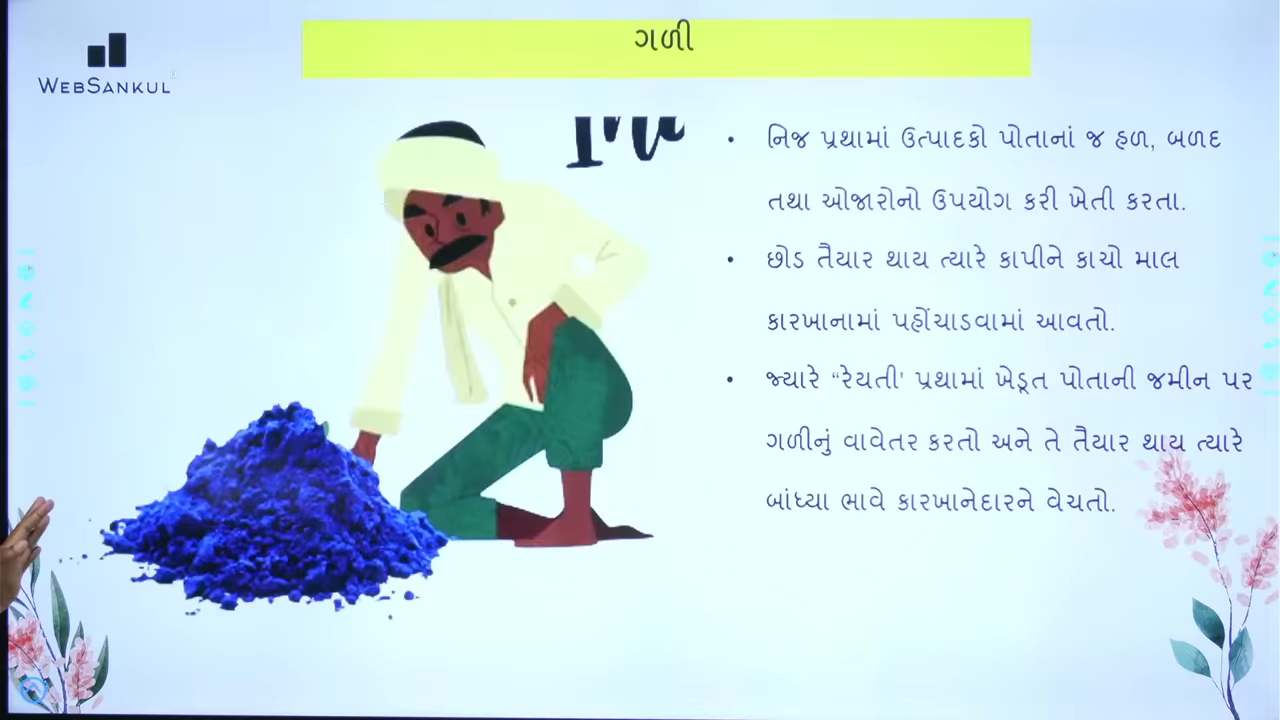 WEBSANKUL
ગળી
• નિજ પ્રથામાં ઉત્પાદકો પોતાનાં જ હળ, બળદ
તથા ઓજારોનો ઉપયોગ કરી ખેતી કરતા.
• છોડ તૈયાર થાય ત્યારે કાપીને કાચો માલ
કારખાનામાં પહોંચાડવામાં આવતો.
• જ્યારે “રેયતી' પ્રથામાં ખેડૂત પોતાની જમીન પર
ગળીનું વાવેતર કરતો અને તે તૈયાર થાય ત્યારે
બાંધ્યા ભાવે કારખાનેદારને વેચતો.